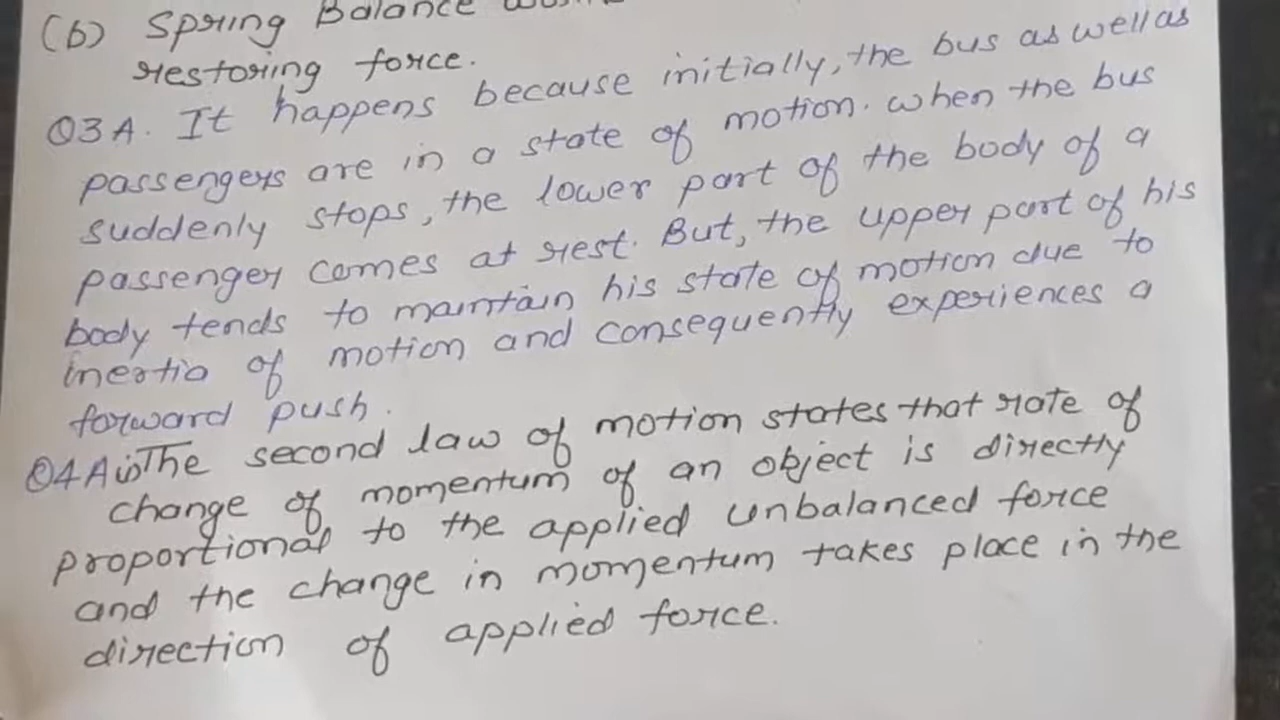 (b) Spring Balance
restoring force.
Q3A. It happens because initially, the bus as well as
passengers are in a state of motion. when the bus
suddenly stops, the lower part of the body of a
passenger comes at rest. But, the upper part of his
body tends to maintain his state of motion due to
inertia of motion and consequently experiences a
forward push.
Q4A(i) The second law of motion states that rate of
change of momentum of an object is directly
proportional to the applied unbalanced force
and the change in momentum takes place in the
direction of applied force.